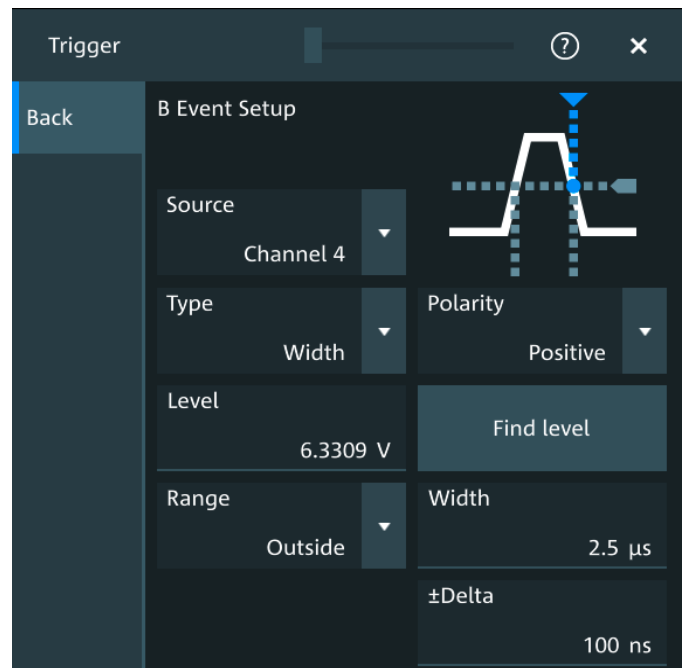 Trigger
?
×
Back
B Event Setup
Source
Channel 4
Type
Width
Polarity
Positive
Level
6.3309 V
Find level
Range
Outside
Width
2.5 µs
±Delta
100 ns